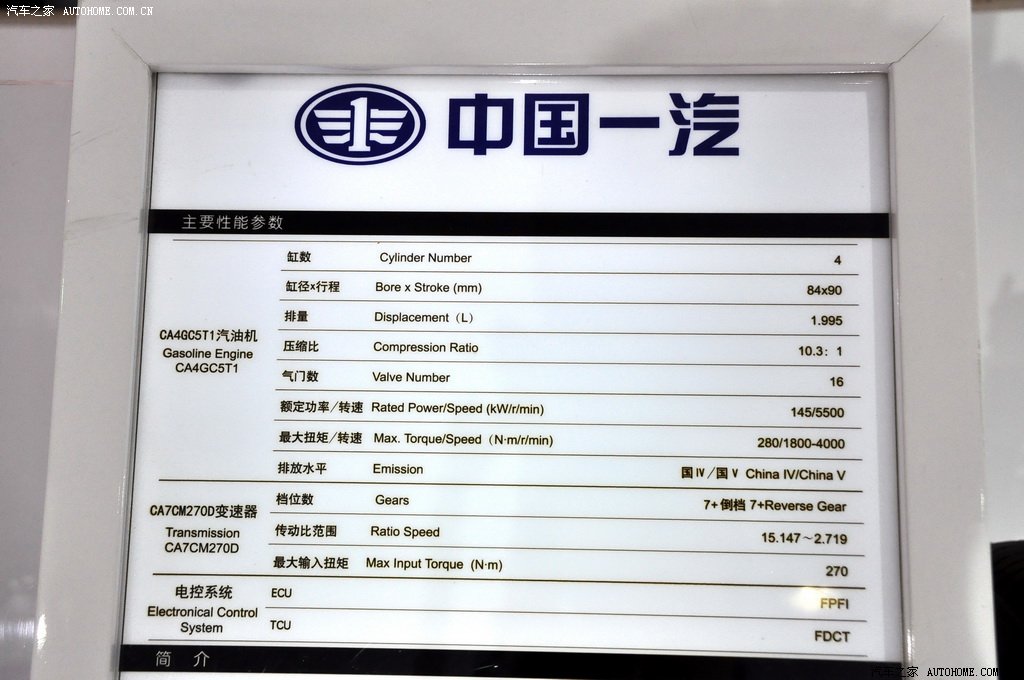 汽车之家 AUTOHOME.COM.CN
1 中国一汽
主要性能参数
缸数 Cylinder Number 4
缸径x行程 Bore x Stroke (mm) 84x90
排量 Displacement（L） 1.995
CA4GC5T1汽油机
Gasoline Engine
CA4GC5T1
压缩比 Compression Ratio 10.3：1
气门数 Valve Number 16
额定功率/转速 Rated Power/Speed (kW/r/min) 145/5500
最大扭矩/转速 Max. Torque/Speed（N·m/r/min) 280/1800-4000
排放水平 Emission 国Ⅳ/国Ⅴ China IV/China V
CA7CM270D变速器
Transmission
CA7CM270D
档位数 Gears 7+倒档 7+Reverse Gear
传动比范围 Ratio Speed 15.147～2.719
最大输入扭矩 Max Input Torque (N·m) 270
电控系统
Electronical Control
System
ECU FPFI
TCU FDCT
简 介
汽车之家 AUTOHOME.COM.CN